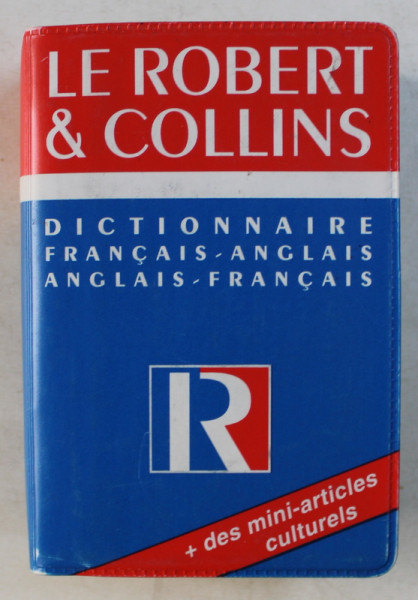 LE ROBERT
& COLLINS
DICTIONNAIRE
FRANÇAIS-ANGLAIS
ANGLAIS-FRANÇAIS
R
+ des mini-articles
culturels